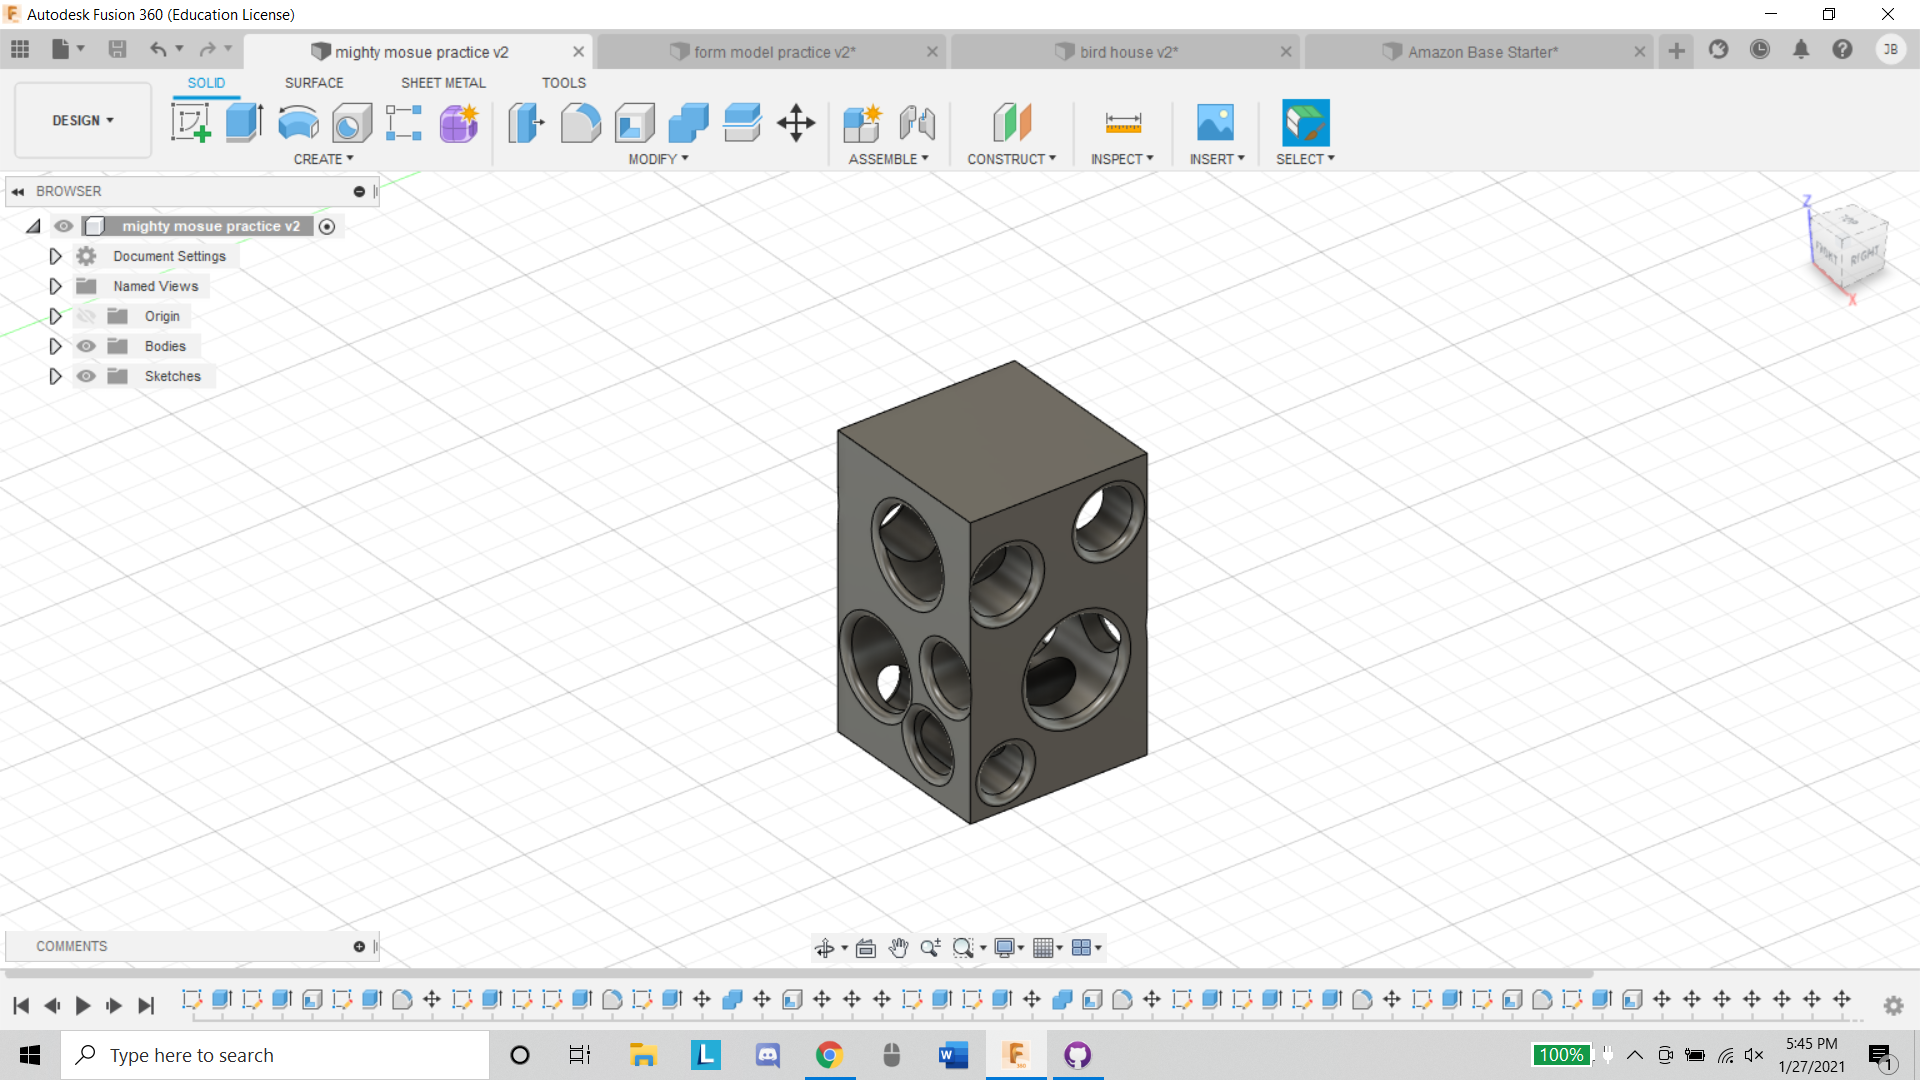 Autodesk Fusion 360 (Education License)
mighty mosue practice v2
form model practice v2*
bird house v2*
Amazon Base Starter*
JB
SOLID
SURFACE
SHEET METAL
TOOLS
DESIGN
CREATE
MODIFY
ASSEMBLE
CONSTRUCT
INSPECT
INSERT
SELECT
BROWSER
mighty mosue practice v2
Document Settings
Named Views
Origin
Bodies
Sketches
Z
TOP
FRONT
RIGHT
X
COMMENTS
Type here to search
L
W
F
100%
5:45 PM
1/27/2021
1